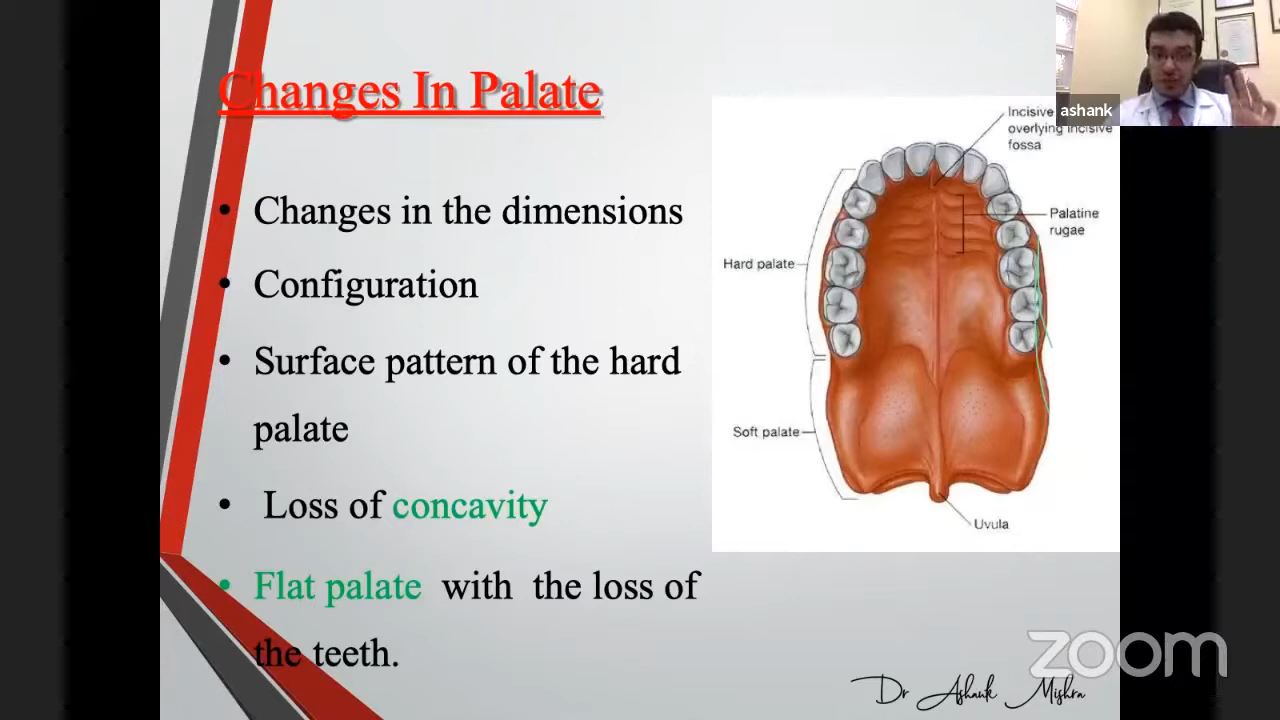 Changes In Palate
• Changes in the dimensions
• Configuration
• Surface pattern of the hard
palate
• Loss of concavity
• Flat palate with the loss of
the teeth.
Incisive
overlying incisive
fossa
Palatine
rugae
Hard palate
Soft palate
Uvula
ashank
zoom
Dr Ashank Mishra